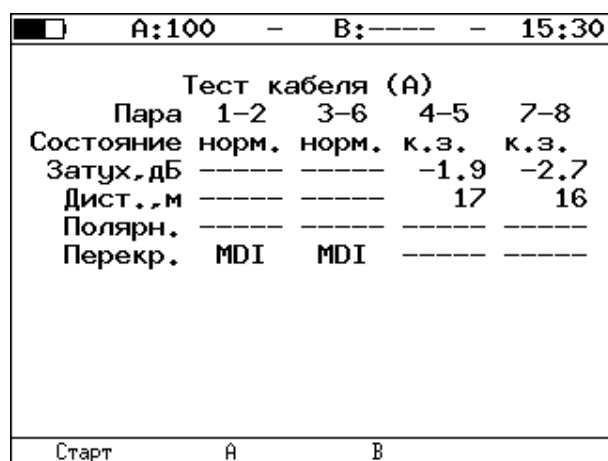 A:100 – B:---- – 15:30
Тест кабеля (A)
Пара 1-2 3-6 4-5 7-8
Состояние норм. норм. к.з. к.з.
Затух,дБ ----- ----- -1.9 -2.7
Дист.,м ----- ----- 17 16
Полярн. ----- ----- ----- -----
Перекр. MDI MDI ----- -----
Старт A B